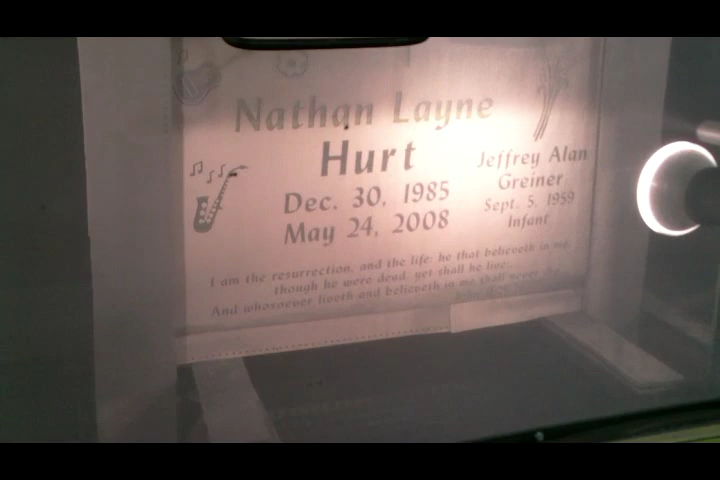 Nathan Layne
Hurt
Dec. 30, 1985
May 24, 2008
Jeffrey Alan
Greiner
Sept. 5, 1959
Infant
I am the resurrection, and the life: he that believeth in me,
though he were dead, yet shall he live:
And whosoever liveth and believeth in me shall never